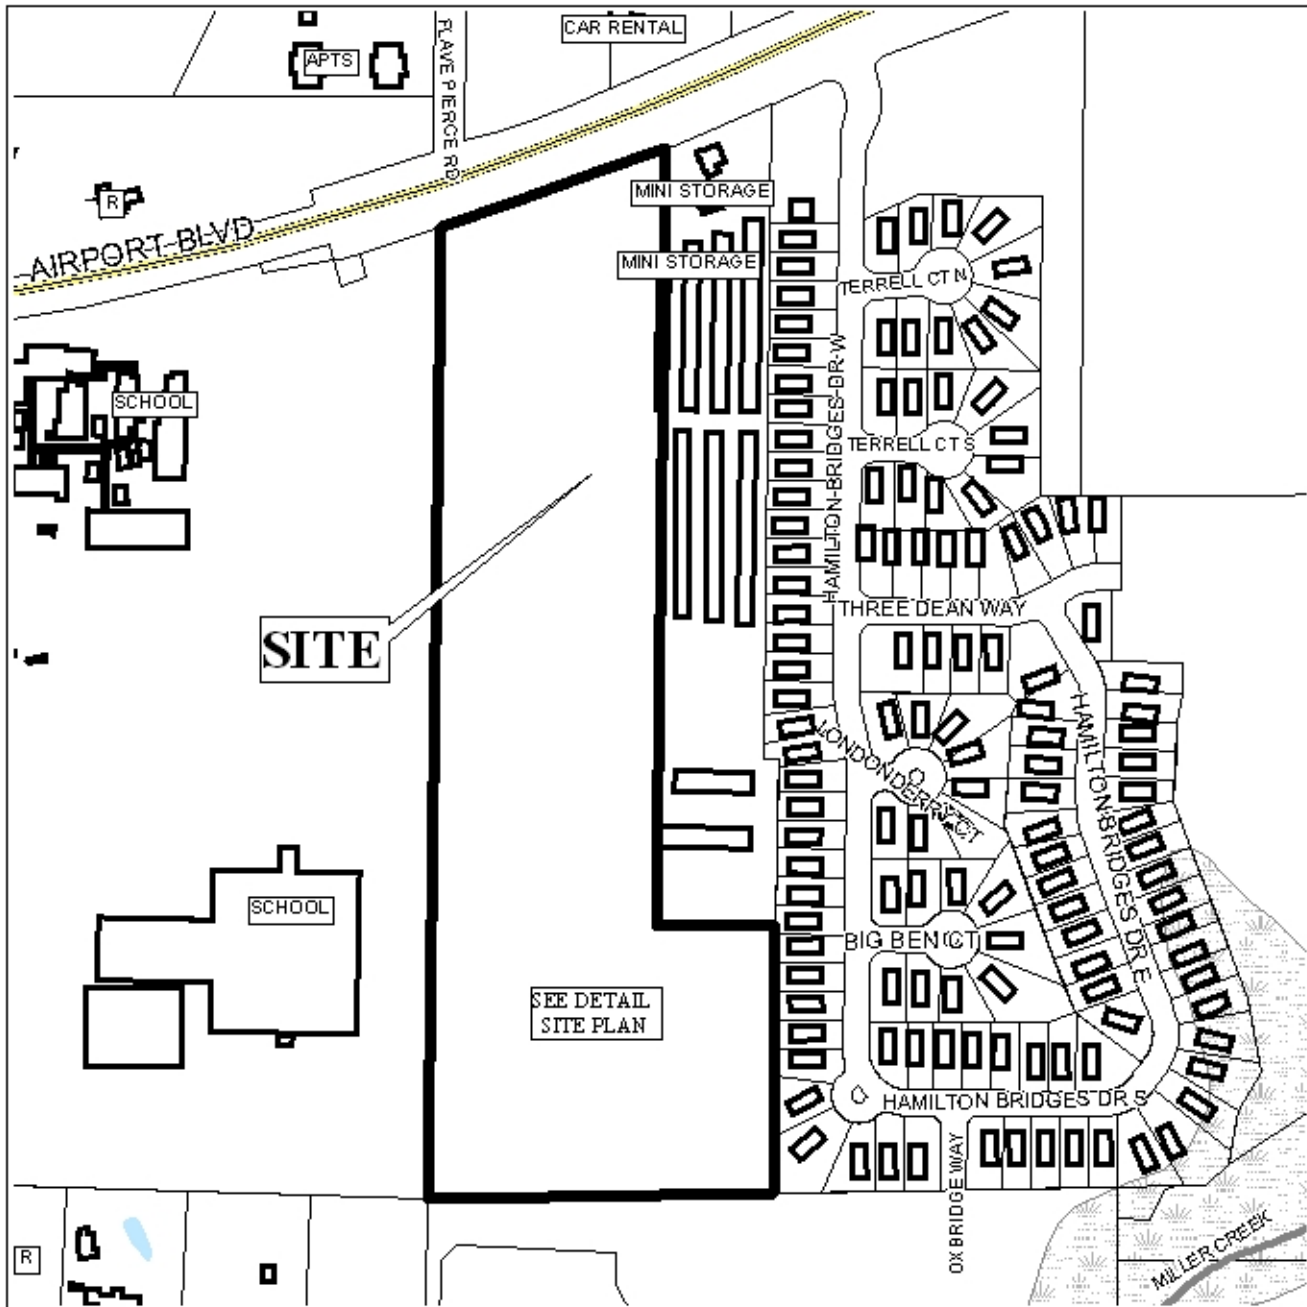 CAR RENTAL
APTS
FLAVE PIERCE RD
R
MINI STORAGE
AIRPORT BLVD
MINI STORAGE
TERRELL CT N
SCHOOL
HAMILTON BRIDGES DR W
TERRELL CT S
THREE DEAN WAY
SITE
LONDONDERRY CT
HAMILTON BRIDGES DR E
SCHOOL
BIG BEN CT
SEE DETAIL
SITE PLAN
HAMILTON BRIDGES DR S
OXBRIDGE WAY
R
MILLER CREEK